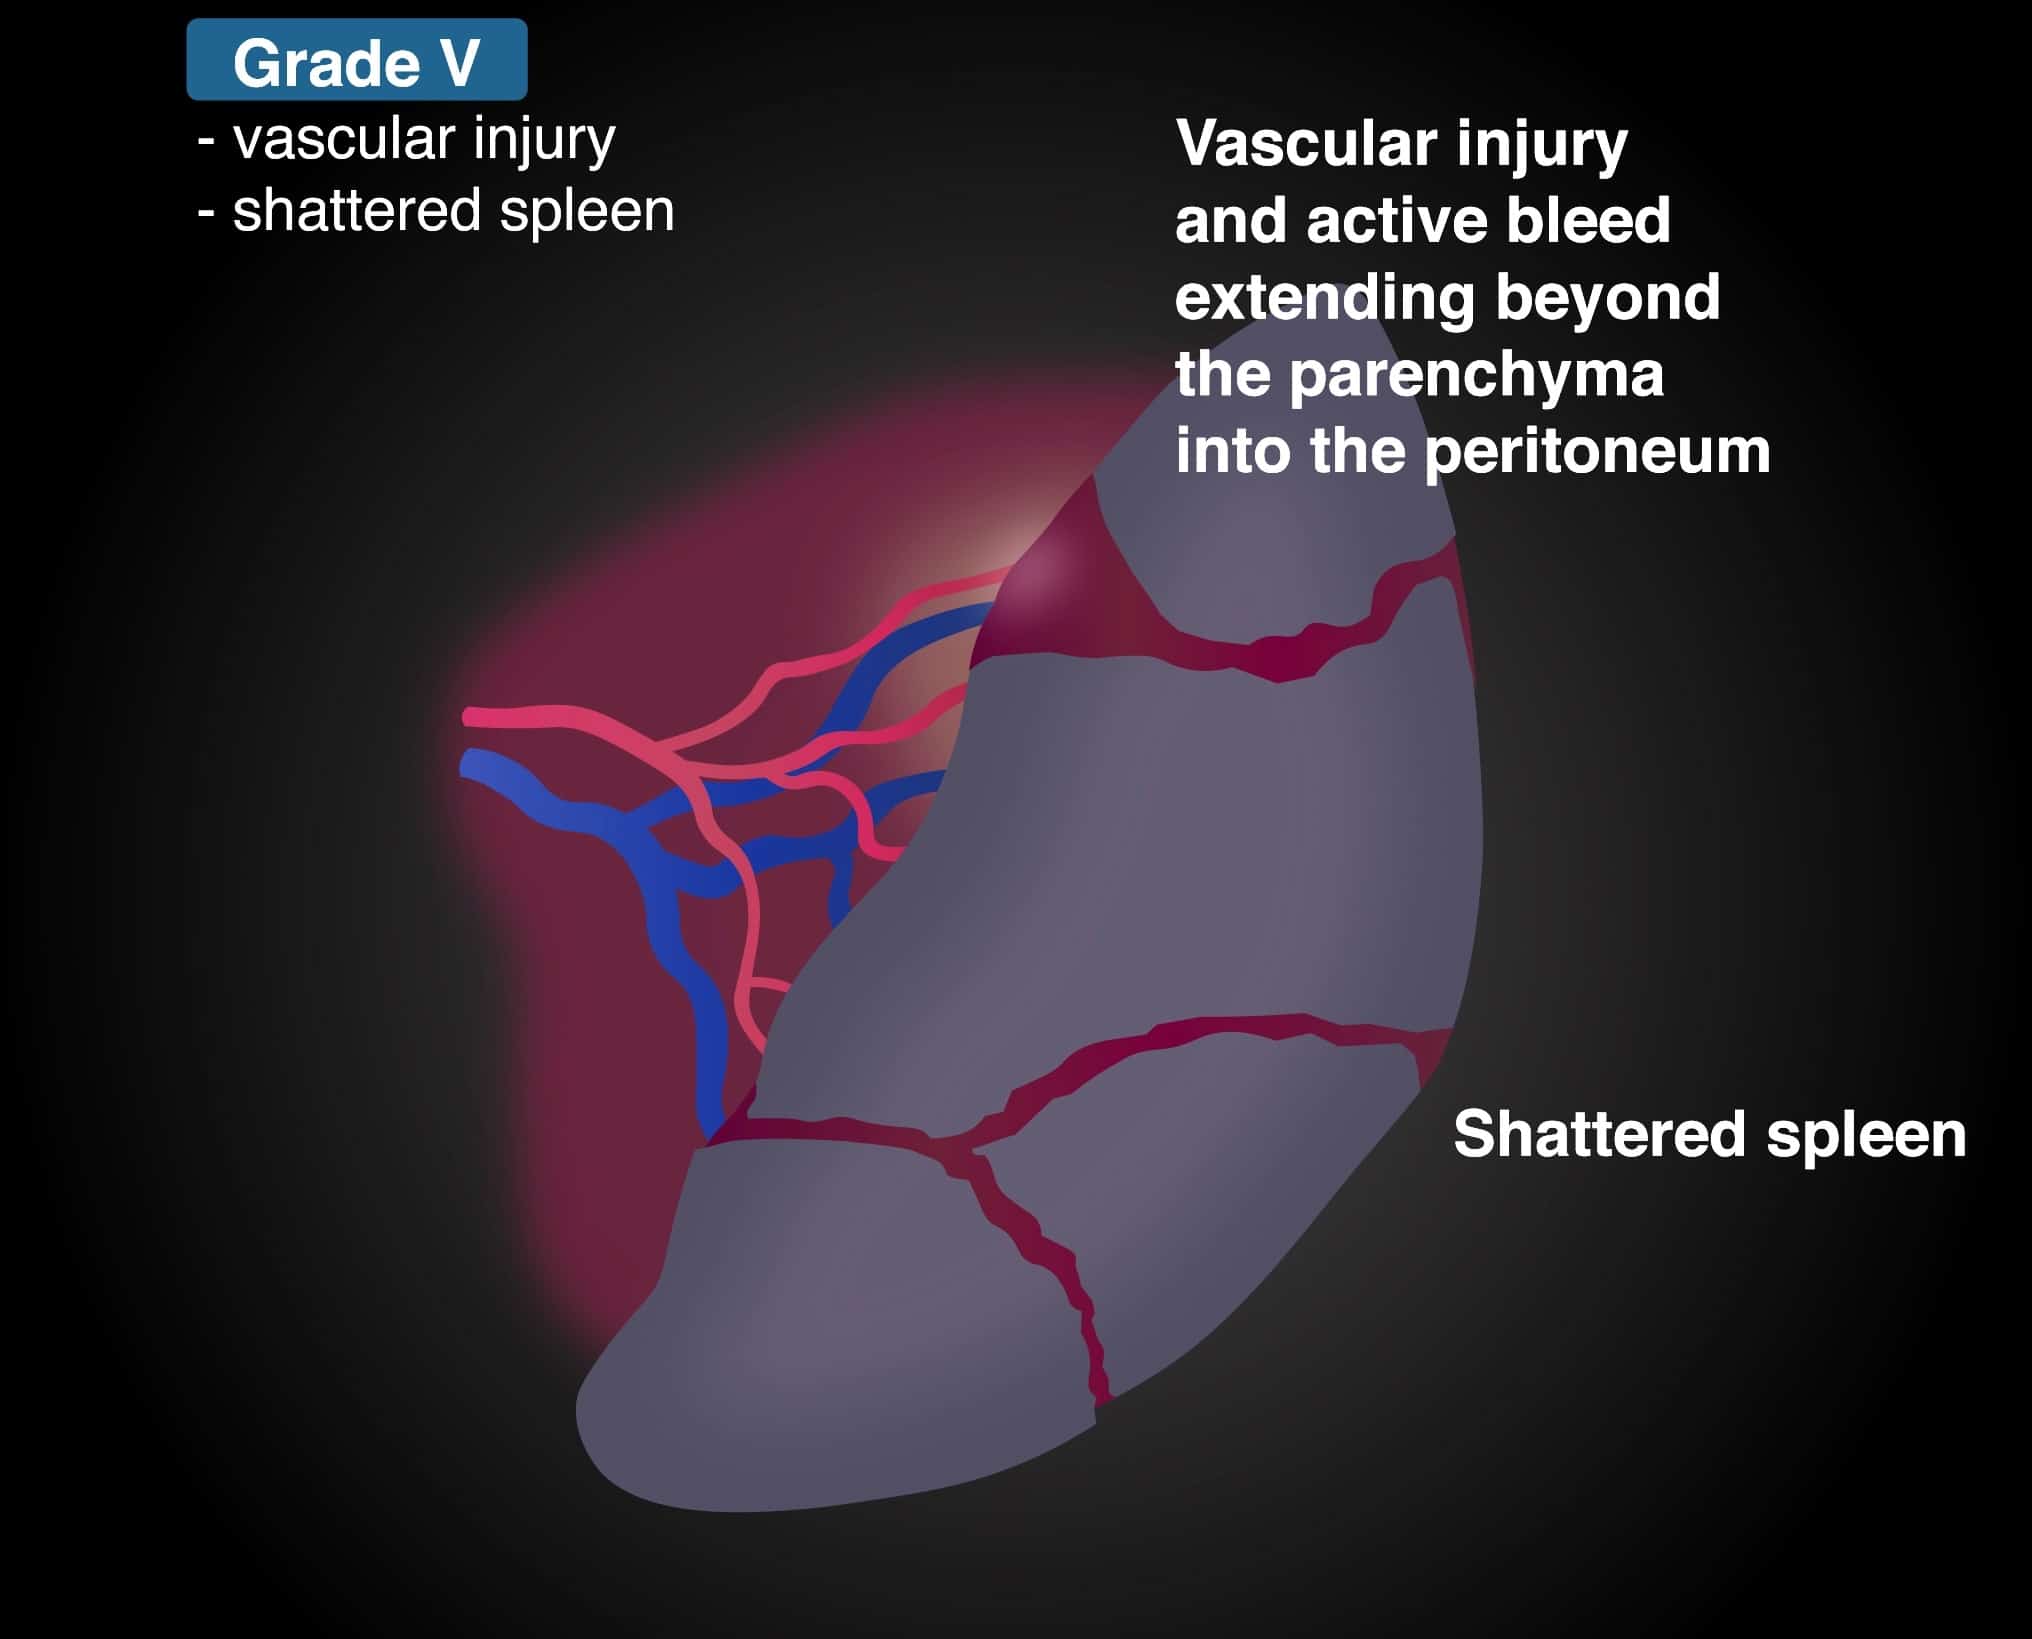 Grade V
- vascular injury
- shattered spleen
Vascular injury
and active bleed
extending beyond
the parenchyma
into the peritoneum
Shattered spleen